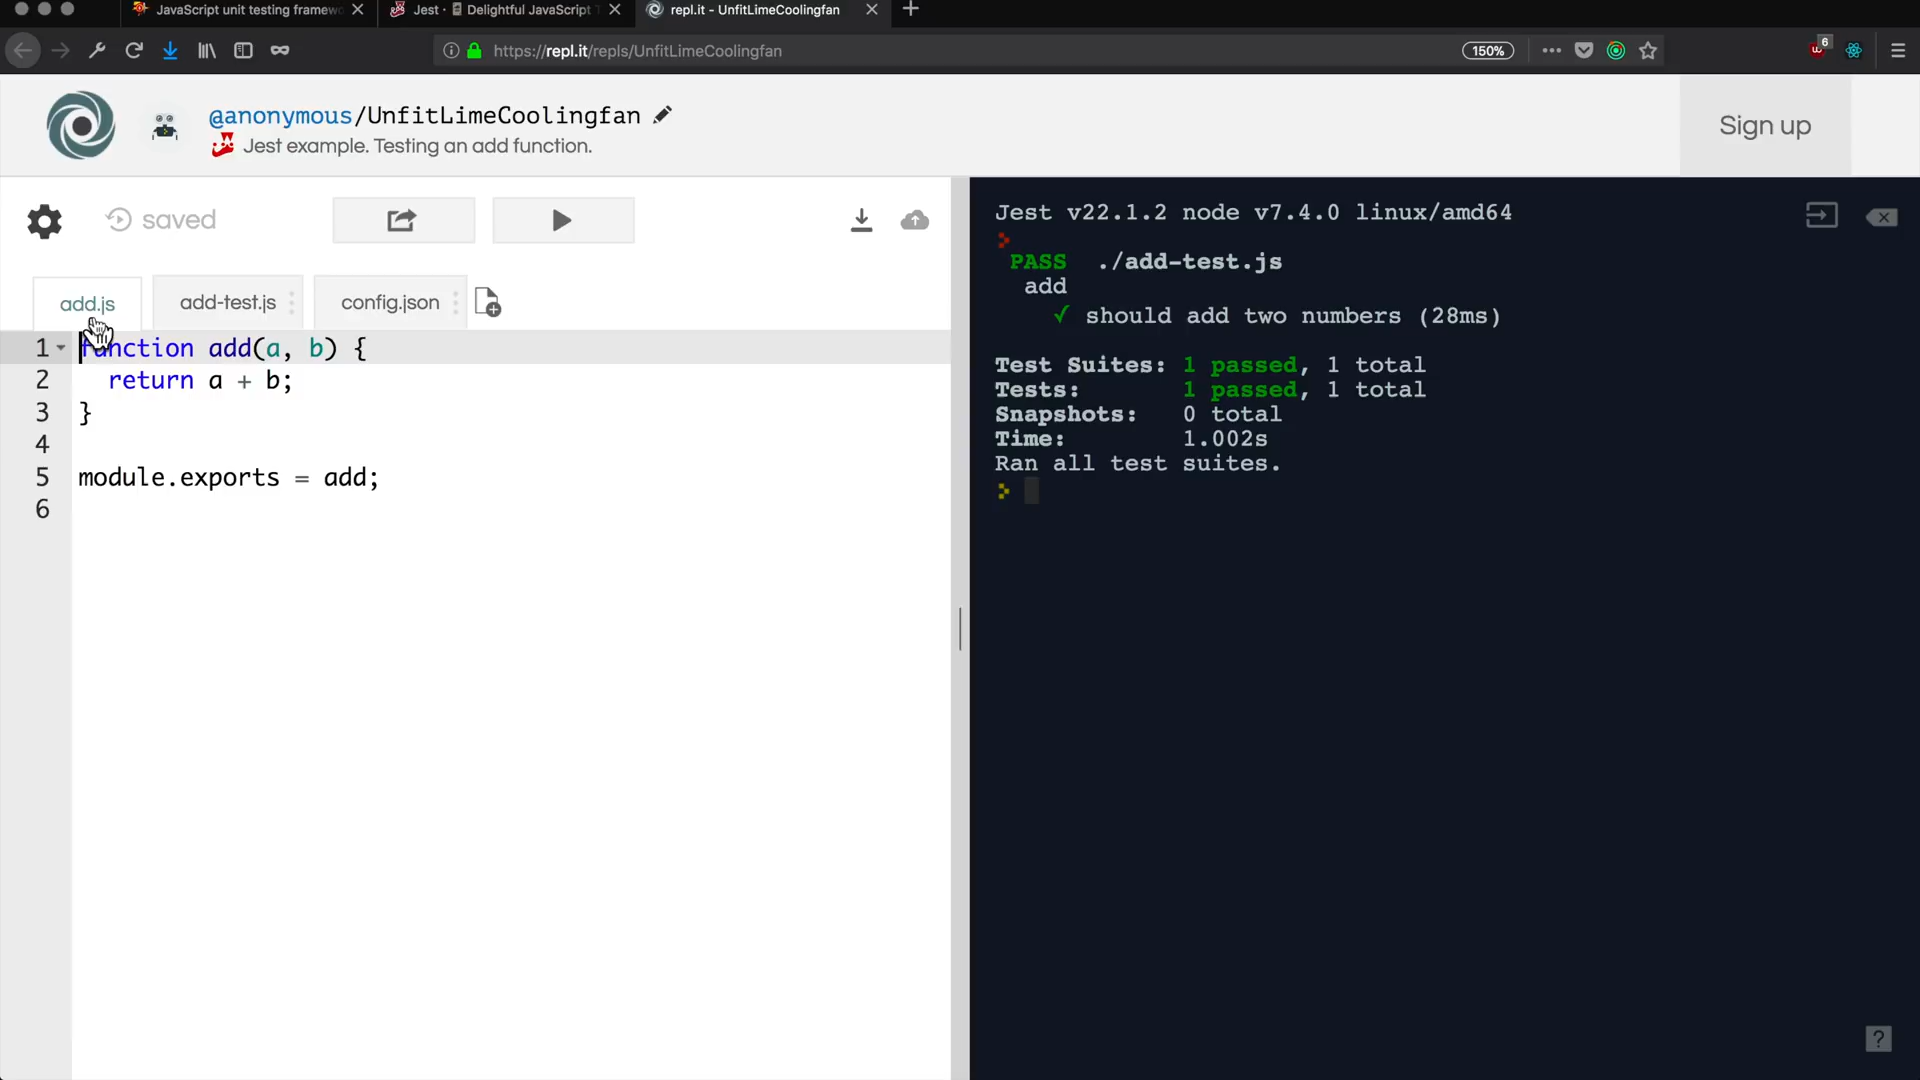 JavaScript unit testing framewo
Jest · Delightful JavaScript T
repl.it - UnfitLimeCoolingfan
https://repl.it/repls/UnfitLimeCoolingfan
150%
6
@anonymous/UnfitLimeCoolingfan
Jest example. Testing an add function.
Sign up
saved
add.js
add-test.js
config.json
1 function add(a, b) {
2 return a + b;
3 }
4
5 module.exports = add;
6
Jest v22.1.2 node v7.4.0 linux/amd64
PASS ./add-test.js
add
✓ should add two numbers (28ms)
Test Suites: 1 passed, 1 total
Tests: 1 passed, 1 total
Snapshots: 0 total
Time: 1.002s
Ran all test suites.
>
?